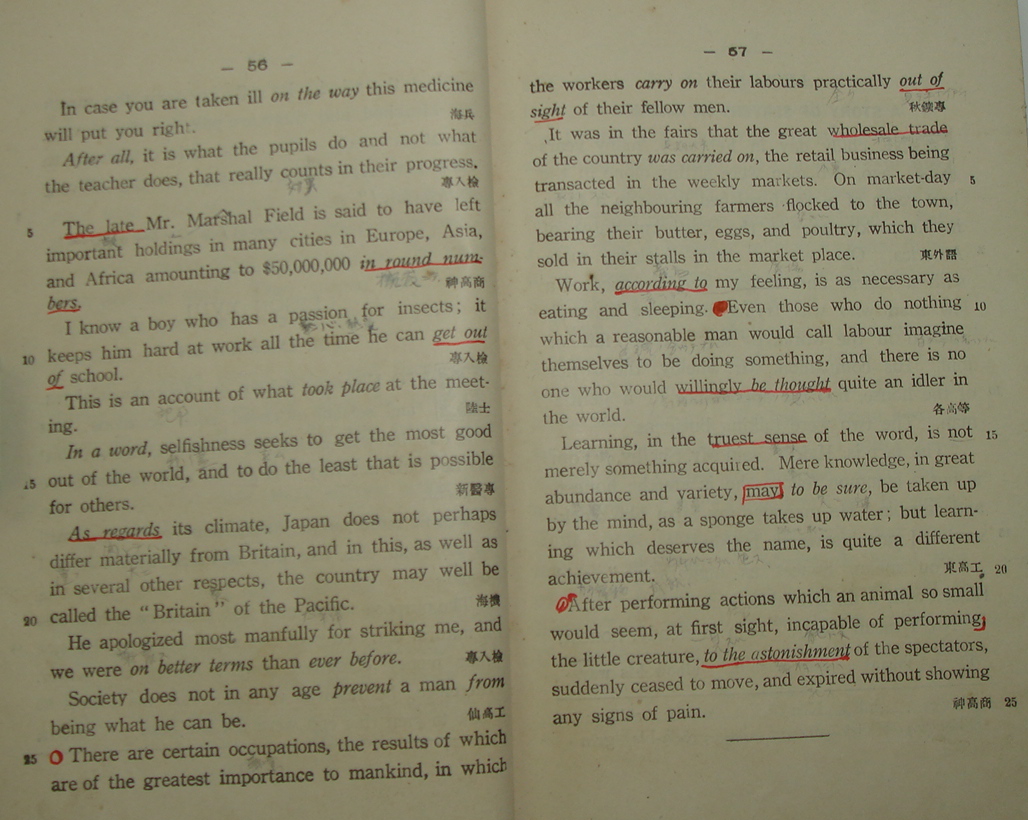 — 56 —
In case you are taken ill on the way this medicine
will put you right.
海兵
After all, it is what the pupils do and not what
the teacher does, that really counts in their progress.
專入檢
5 The late Mr. Marshal Field is said to have left
important holdings in many cities in Europe, Asia,
and Africa amounting to $50,000,000 in round num-
bers.
神高商
I know a boy who has a passion for insects; it
10 keeps him hard at work all the time he can get out
of school.
專入檢
This is an account of what took place at the meet-
ing.
陸士
In a word, selfishness seeks to get the most good
15 out of the world, and to do the least that is possible
for others.
新醫專
As regards its climate, Japan does not perhaps
differ materially from Britain, and in this, as well as
in several other respects, the country may well be
20 called the "Britain" of the Pacific.
海機
He apologized most manfully for striking me, and
we were on better terms than ever before.
專入檢
Society does not in any age prevent a man from
being what he can be.
仙高工
25 There are certain occupations, the results of which
are of the greatest importance to mankind, in which
— 57 —
the workers carry on their labours practically out of
sight of their fellow men.
秋鑛專
It was in the fairs that the great wholesale trade
of the country was carried on, the retail business being
transacted in the weekly markets. On market-day 5
all the neighbouring farmers flocked to the town,
bearing their butter, eggs, and poultry, which they
sold in their stalls in the market place.
東外語
Work, according to my feeling, is as necessary as
eating and sleeping. Even those who do nothing 10
which a reasonable man would call labour imagine
themselves to be doing something, and there is no
one who would willingly be thought quite an idler in
the world.
各高等
Learning, in the truest sense of the word, is not 15
merely something acquired. Mere knowledge, in great
abundance and variety, may to be sure, be taken up
by the mind, as a sponge takes up water; but learn-
ing which deserves the name, is quite a different
achievement.
東高工 20
After performing actions which an animal so small
would seem, at first sight, incapable of performing,
the little creature, to the astonishment of the spectators,
suddenly ceased to move, and expired without showing
any signs of pain.
神高商 25